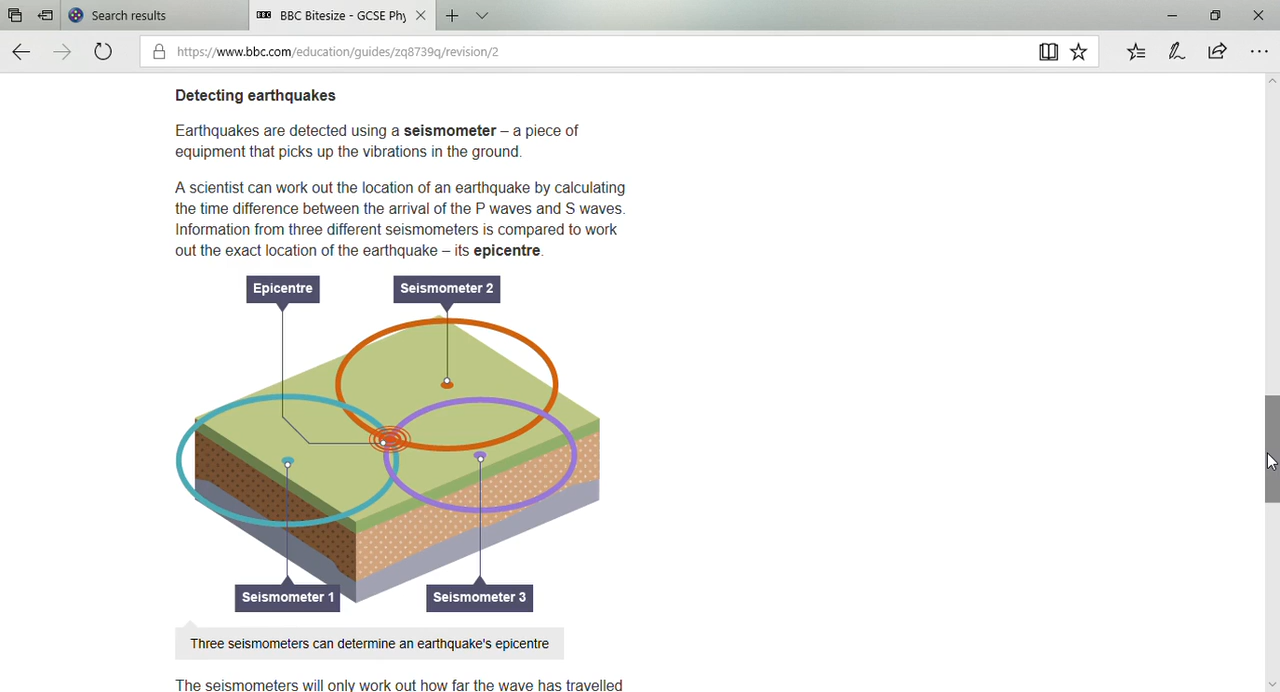 Search results
BBC BBC Bitesize - GCSE Phy
https://www.bbc.com/education/guides/zq8739q/revision/2
Detecting earthquakes
Earthquakes are detected using a seismometer – a piece of
equipment that picks up the vibrations in the ground.
A scientist can work out the location of an earthquake by calculating
the time difference between the arrival of the P waves and S waves.
Information from three different seismometers is compared to work
out the exact location of the earthquake – its epicentre.
Epicentre
Seismometer 2
Seismometer 1
Seismometer 3
Three seismometers can determine an earthquake's epicentre
The seismometers will only work out how far the wave has travelled